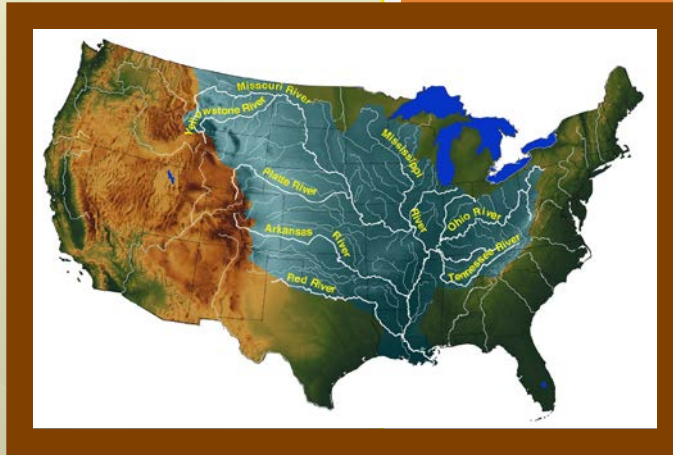 Missouri River
Yellowstone River
Mississippi
River
Platte River
Ohio River
Arkansas
River
Tennessee River
Red River